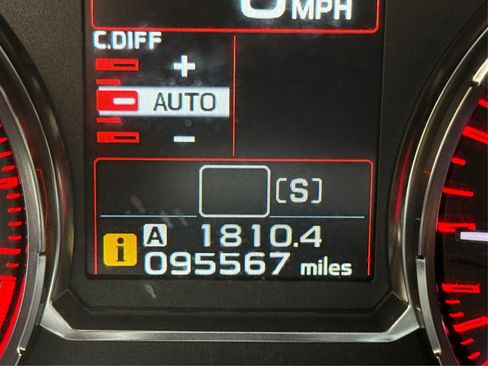 MPH
C.DIFF
+
AUTO
−
[S]
i A 1810.4
095567 miles